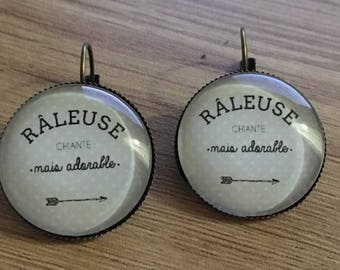 RÂLEUSE
CHIANTE
•mais adorable•
RÂLEUSE
CHIANTE
•mais adorable•